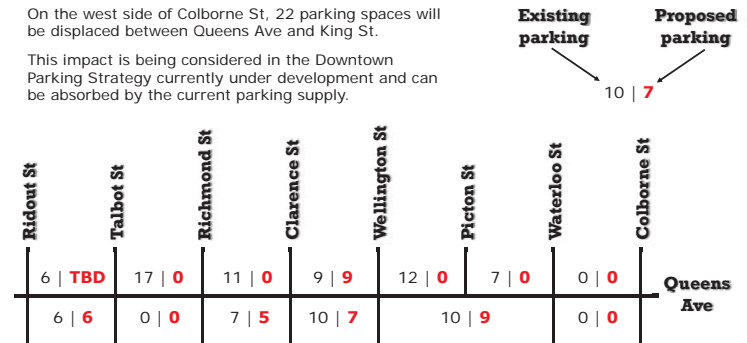 On the west side of Colborne St, 22 parking spaces will
be displaced between Queens Ave and King St.
This impact is being considered in the Downtown
Parking Strategy currently under development and can
be absorbed by the current parking supply.
Existing
parking
Proposed
parking
10 | 7
Ridout St
Talbot St
Richmond St
Clarence St
Wellington St
Picton St
Waterloo St
Colborne St
6 | TBD 17 | 0 11 | 0 9 | 9 12 | 0 7 | 0 0 | 0
Queens
Ave
6 | 6 0 | 0 7 | 5 10 | 7 10 | 9 0 | 0